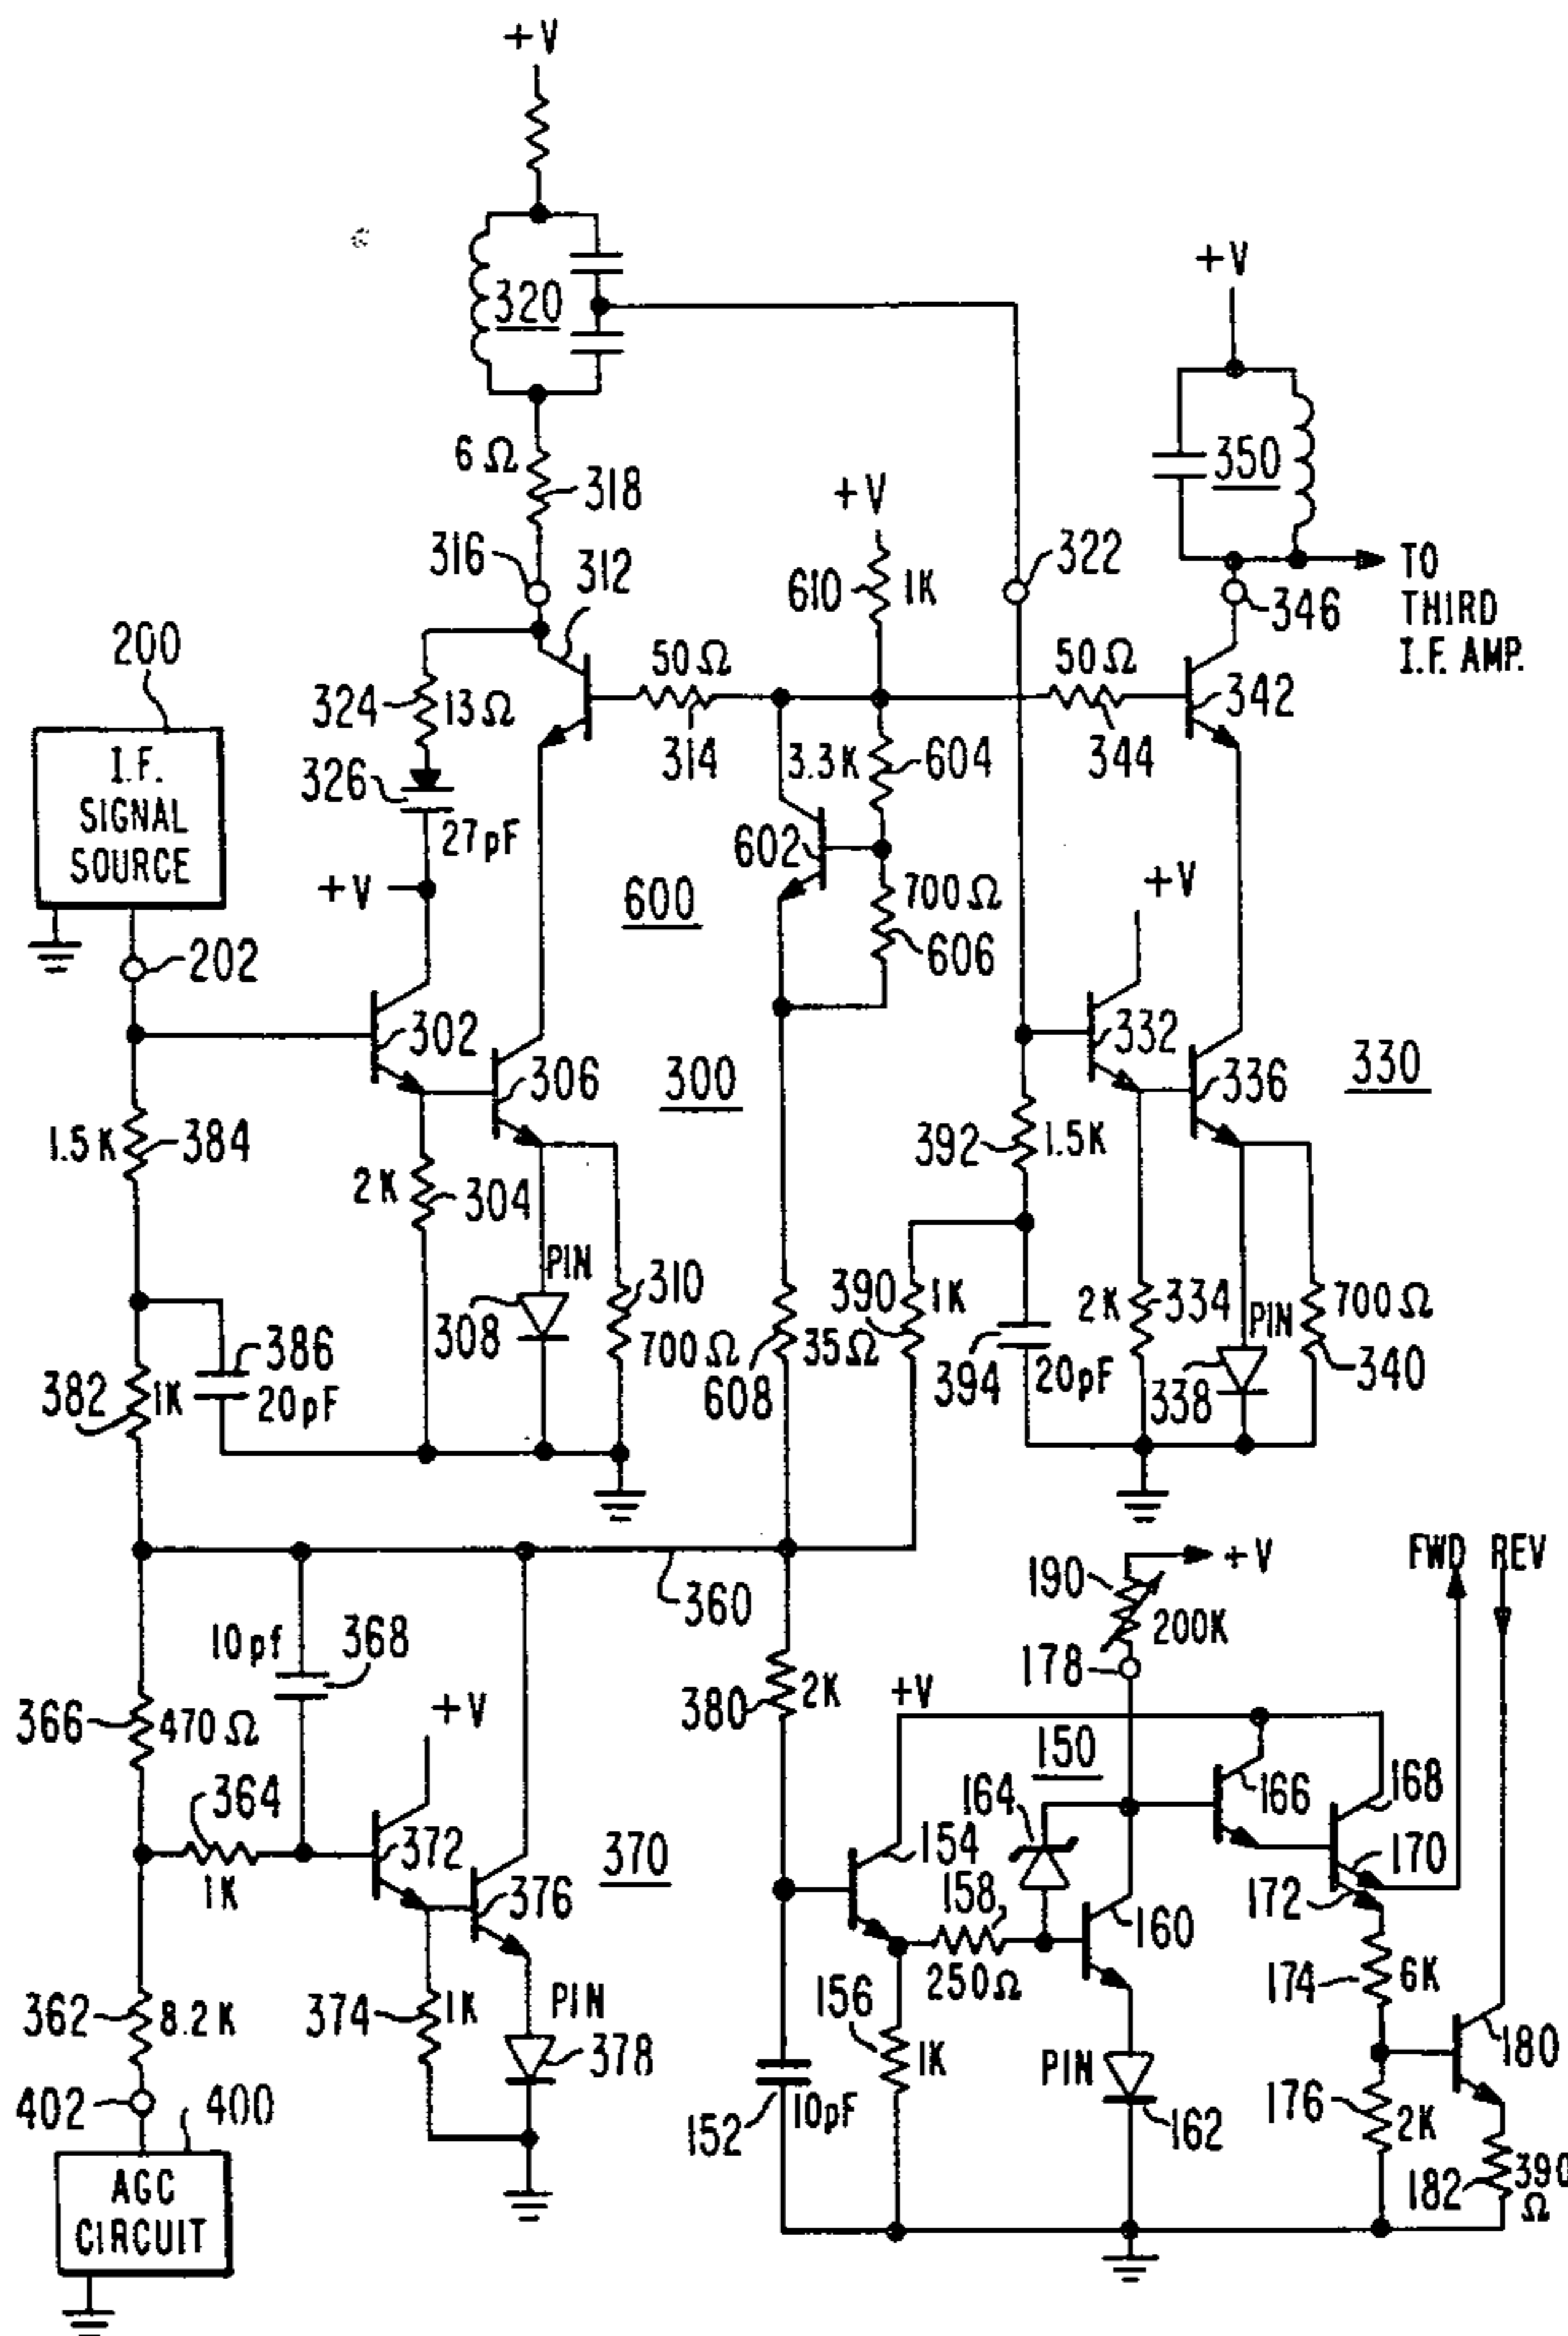 +V
320
+V
6 Ω
318
350
+V
316
312
322
610
1K
TO
THIRD
I.F. AMP.
346
200
50Ω
50Ω
324
13Ω
342
I.F.
SIGNAL
SOURCE
314
3.3K
604
344
326
27pF
602
+V
600
700Ω
+V
606
202
302
332
306
300
336
330
1.5K
384
392
1.5K
2K
304
PIN
310
390
1K
2K
334
PIN
700Ω
308
700Ω
35Ω
386
382
1K
20pF
608
394
20pF
338
340
FWD REV
190
+V
360
200K
10pf
368
178
380
2K
+V
366
470Ω
+V
150
364
164
166
168
154
372
370
158
170
1K
376
172
160
250Ω
174
6K
362
8.2K
374
1K
PIN
156
1K
PIN
180
378
402
400
176
2K
152
10pF
162
182
390
Ω
AGC
CIRCUIT